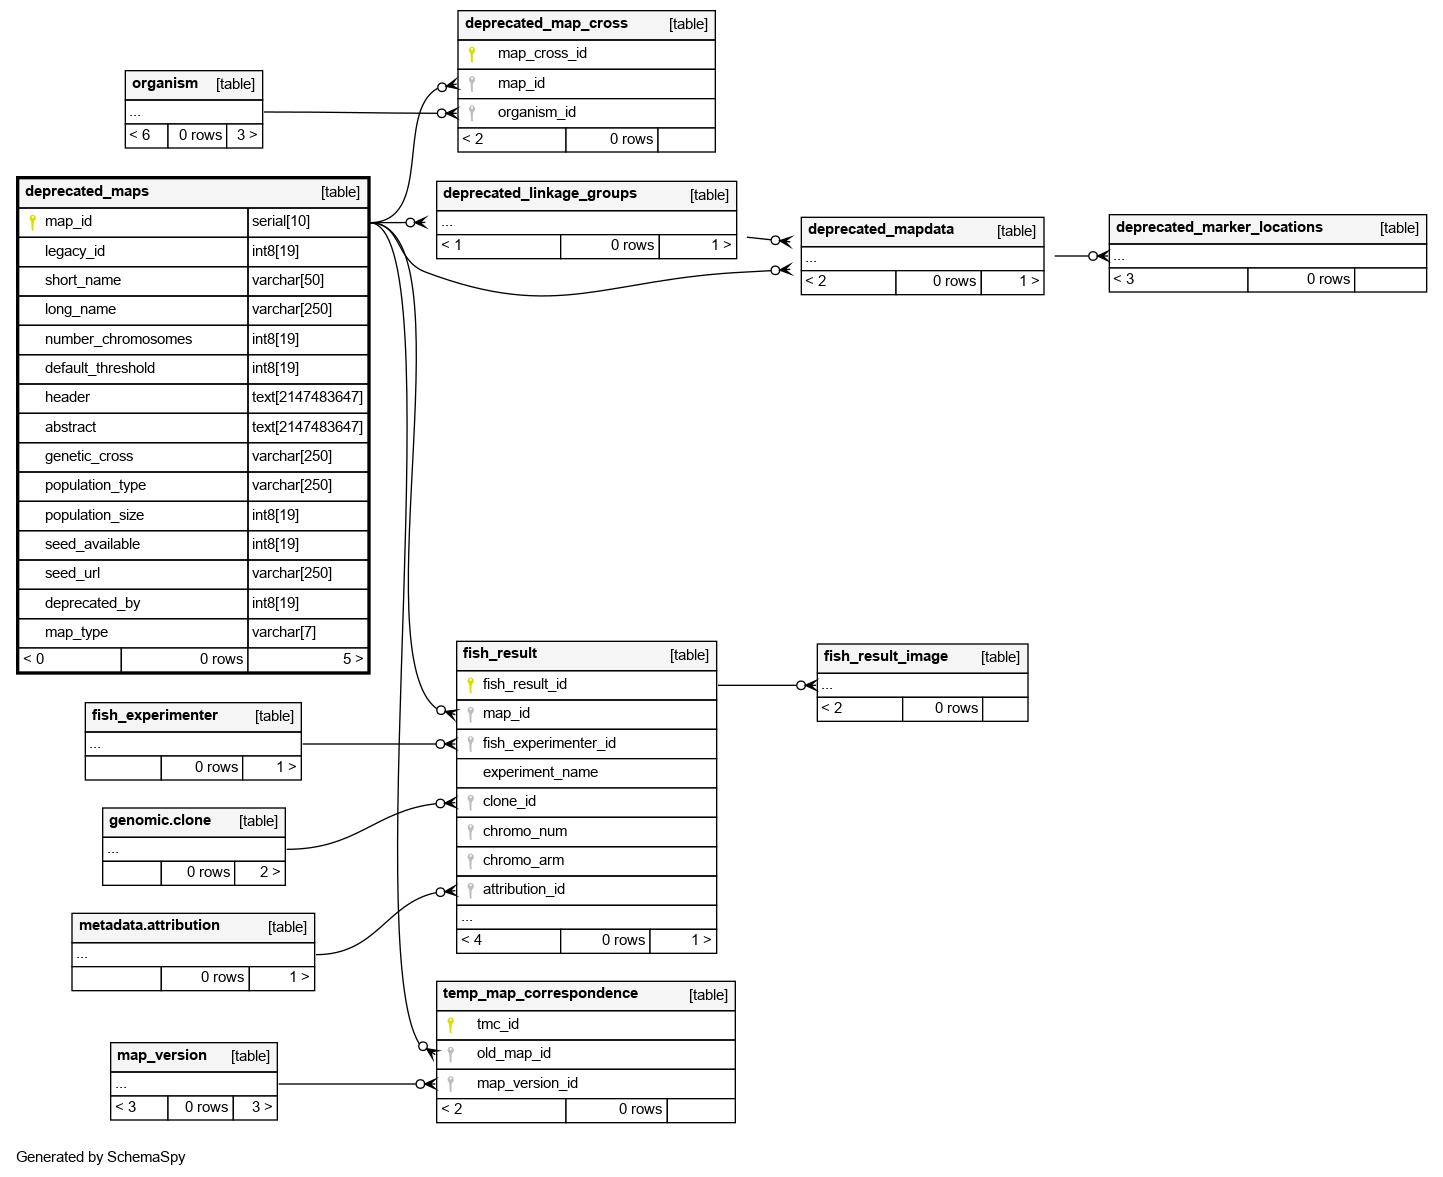 deprecated_map_cross [table]
map_cross_id
map_id
organism_id
< 2 0 rows
organism [table]
...
< 6 0 rows 3 >
deprecated_maps [table]
map_id serial[10]
legacy_id int8[19]
short_name varchar[50]
long_name varchar[250]
number_chromosomes int8[19]
default_threshold int8[19]
header text[2147483647]
abstract text[2147483647]
genetic_cross varchar[250]
population_type varchar[250]
population_size int8[19]
seed_available int8[19]
seed_url varchar[250]
deprecated_by int8[19]
map_type varchar[7]
< 0 0 rows 5 >
deprecated_linkage_groups [table]
...
< 1 0 rows 1 >
deprecated_mapdata [table]
...
< 2 0 rows 1 >
deprecated_marker_locations [table]
...
< 3 0 rows
fish_result [table]
fish_result_id
map_id
fish_experimenter_id
experiment_name
clone_id
chromo_num
chromo_arm
attribution_id
...
< 4 0 rows 1 >
fish_result_image [table]
...
< 2 0 rows
fish_experimenter [table]
...
0 rows 1 >
genomic.clone [table]
...
0 rows 2 >
metadata.attribution [table]
...
0 rows 1 >
temp_map_correspondence [table]
tmc_id
old_map_id
map_version_id
< 2 0 rows
map_version [table]
...
< 3 0 rows 3 >
Generated by SchemaSpy